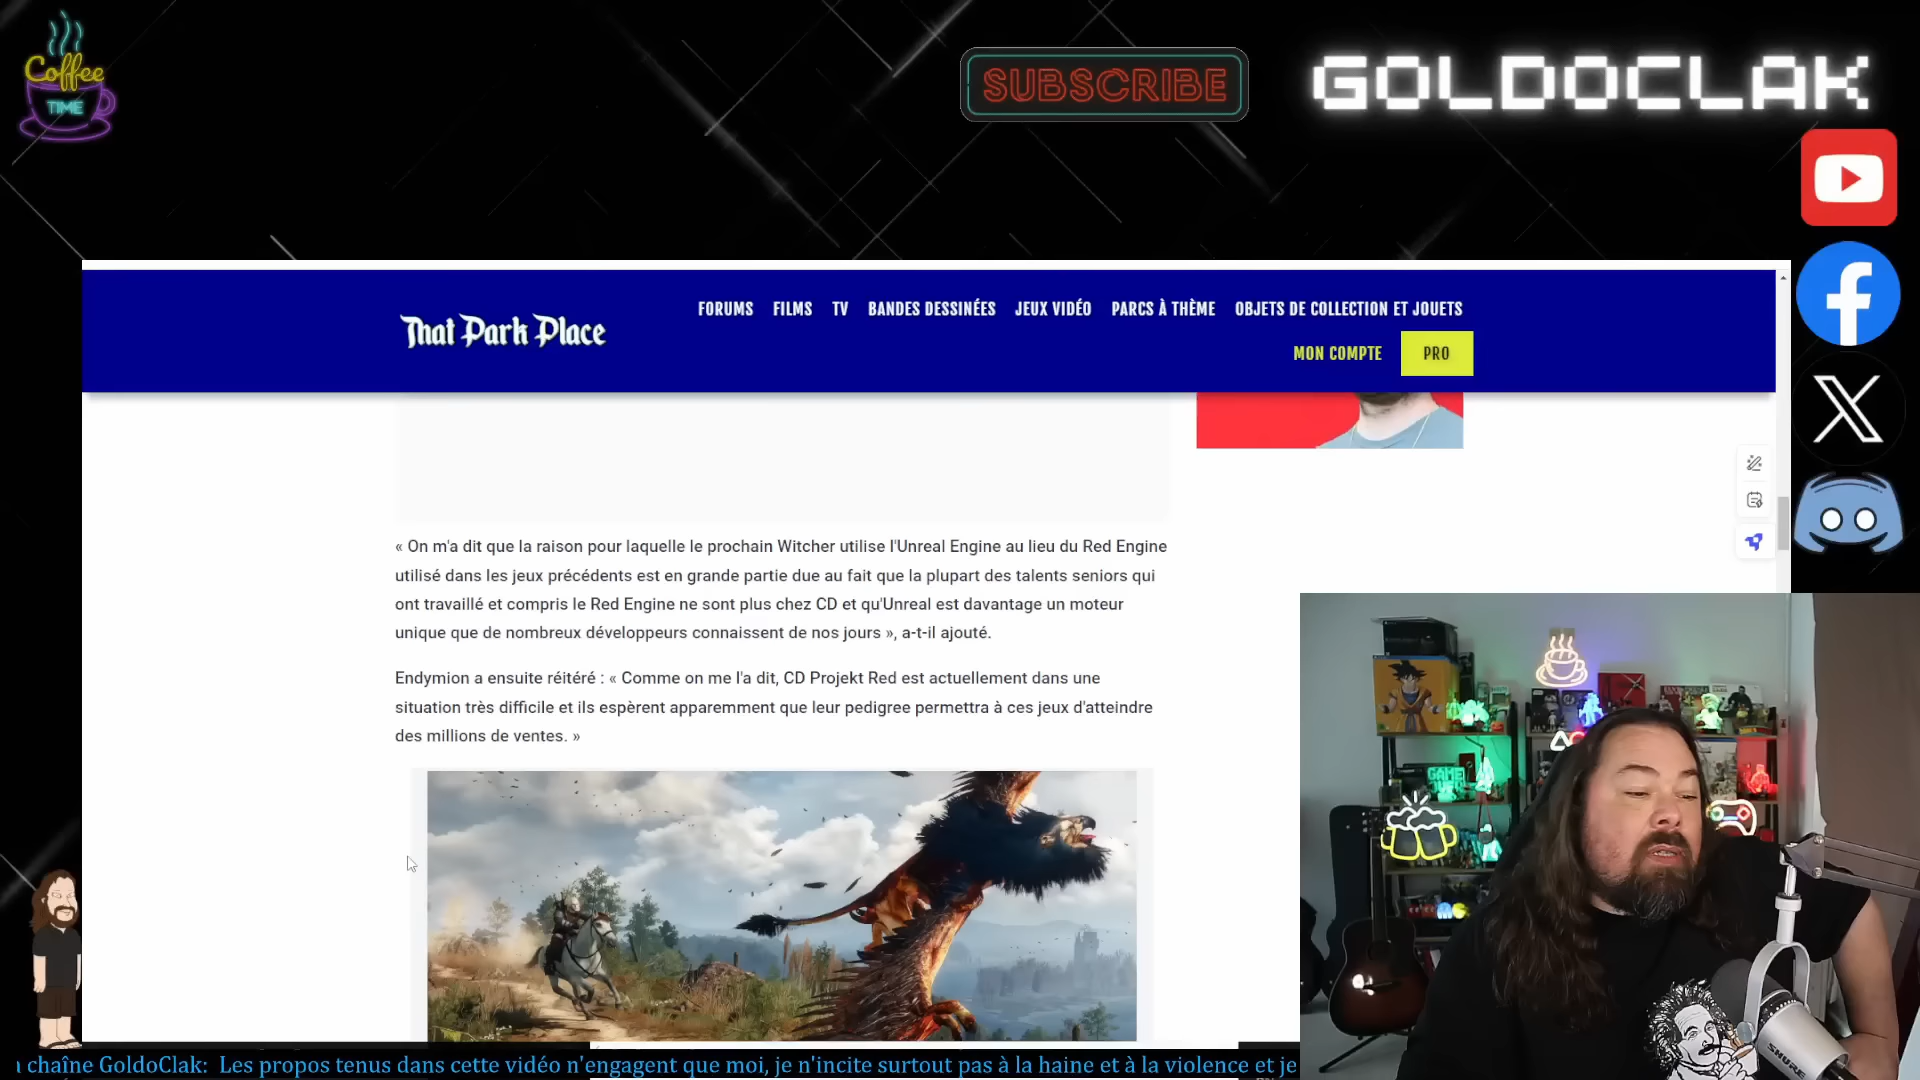 Coffee
TIME
SUBSCRIBE
GOLDOCLAK
That Park Place
FORUMS FILMS TV BANDES DESSINÉES JEUX VIDÉO PARCS À THÈME OBJETS DE COLLECTION ET JOUETS
MON COMPTE PRO
« On m'a dit que la raison pour laquelle le prochain Witcher utilise l'Unreal Engine au lieu du Red Engine
utilisé dans les jeux précédents est en grande partie due au fait que la plupart des talents seniors qui
ont travaillé et compris le Red Engine ne sont plus chez CD et qu'Unreal est davantage un moteur
unique que de nombreux développeurs connaissent de nos jours », a-t-il ajouté.
Endymion a ensuite réitéré : « Comme on me l'a dit, CD Projekt Red est actuellement dans une
situation très difficile et ils espèrent apparemment que leur pedigree permettra à ces jeux d'atteindre
des millions de ventes. »
GAME
SHURE
chaîne GoldoClak: Les propos tenus dans cette vidéo n'engagent que moi, je n'incite surtout pas à la haine et à la violence et je